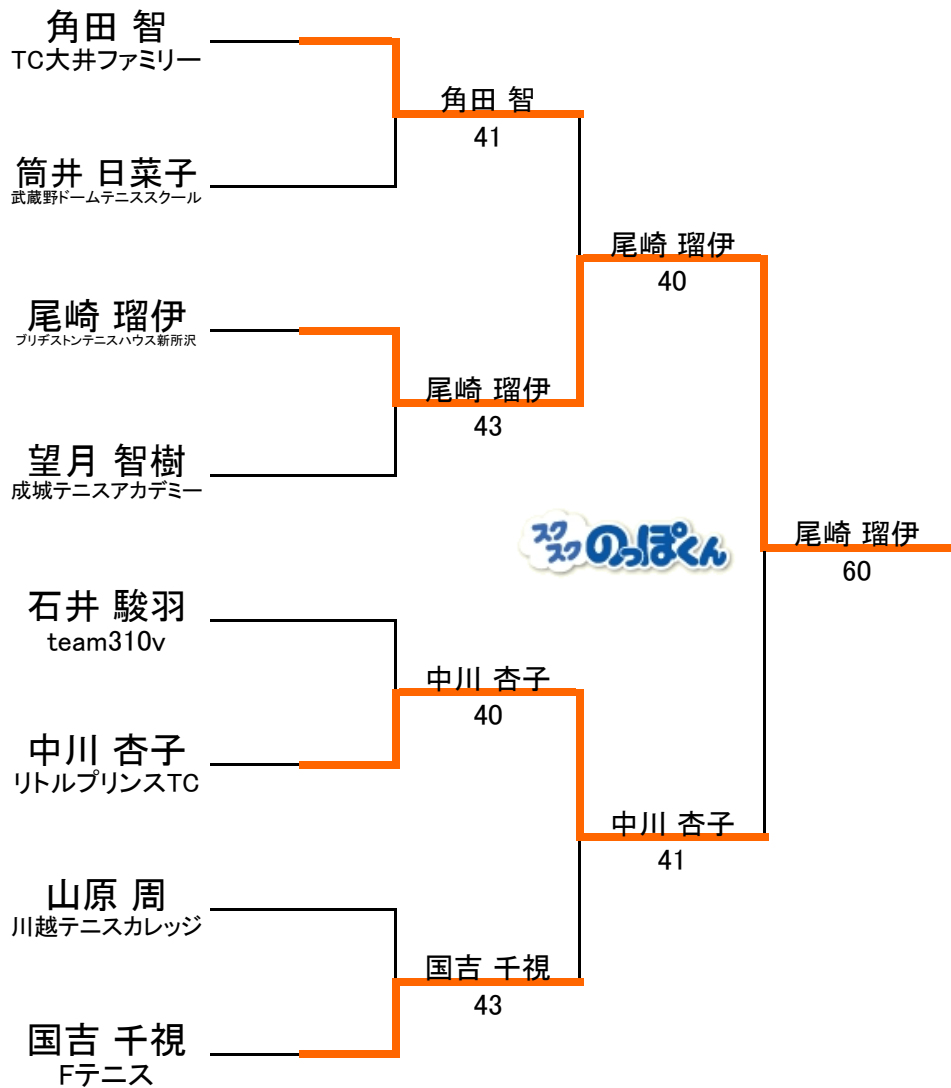 角田 智
TC大井ファミリー
角田 智
41
筒井 日菜子
武蔵野ドームテニススクール
尾崎 瑠伊
40
尾崎 瑠伊
ブリヂストンテニスハウス新所沢
尾崎 瑠伊
43
望月 智樹
成城テニスアカデミー
スクスク のっぽくん
尾崎 瑠伊
60
石井 駿羽
team310v
中川 杏子
40
中川 杏子
リトルプリンスTC
中川 杏子
41
山原 周
川越テニスカレッジ
国吉 千視
43
国吉 千視
Fテニス